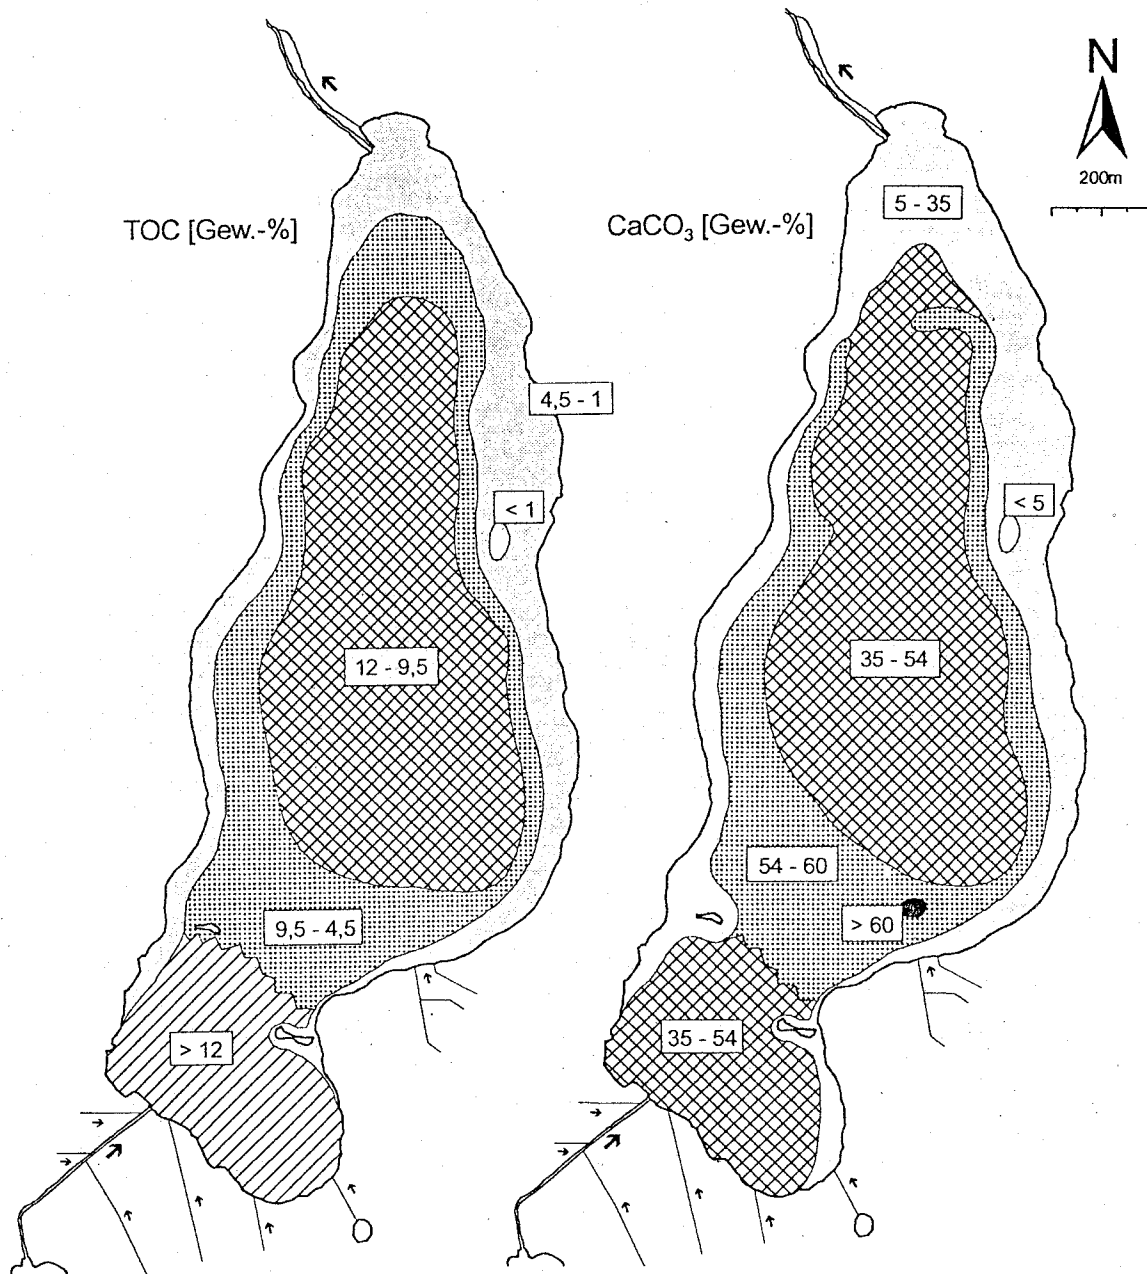 N
200m
TOC [Gew.-%]
4,5 - 1
< 1
12 - 9,5
9,5 - 4,5
> 12
CaCO₃ [Gew.-%]
5 - 35
< 5
35 - 54
54 - 60
> 60
35 - 54